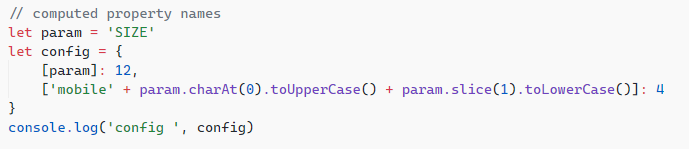 // computed property names
let param = 'SIZE'
let config = {
    [param]: 12,
    ['mobile' + param.charAt(0).toUpperCase() + param.slice(1).toLowerCase()]: 4
}
console.log('config ', config)